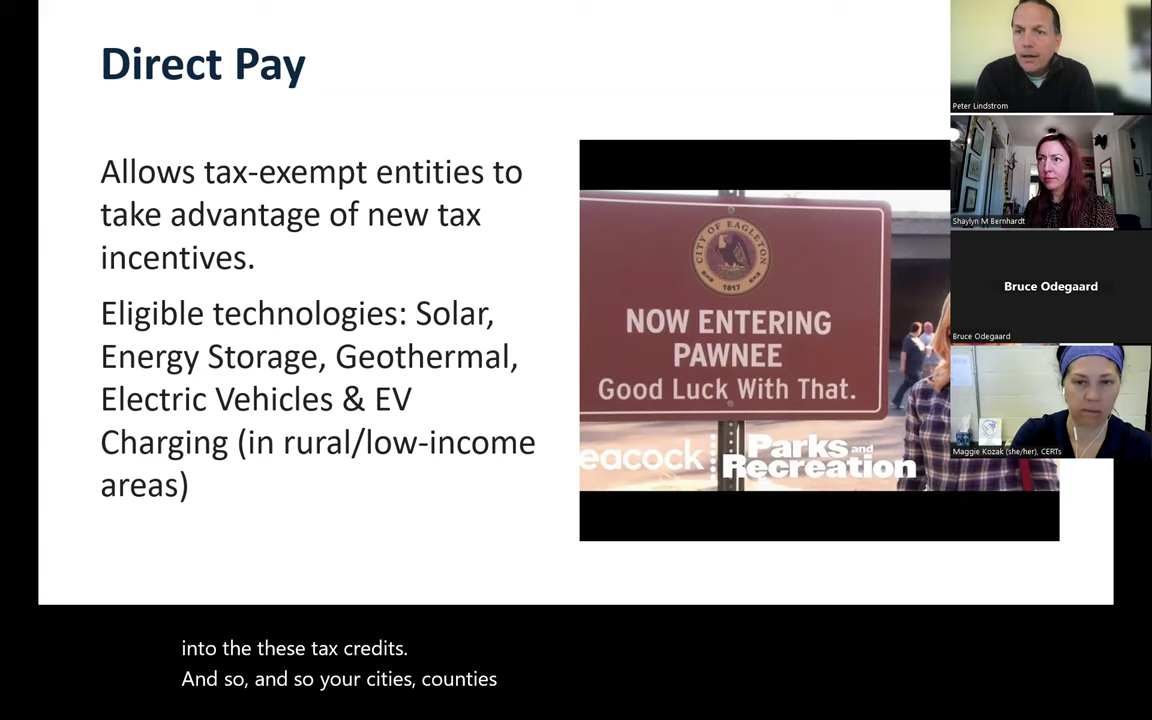 Direct Pay
Allows tax-exempt entities to
take advantage of new tax
incentives.
Eligible technologies: Solar,
Energy Storage, Geothermal,
Electric Vehicles & EV
Charging (in rural/low-income
areas)
CITY OF EAGLETON
1817
NOW ENTERING
PAWNEE
Good Luck With That.
eacock
Parks and
Recreation
Peter Lindstrom
Shaylyn M Bernhardt
Bruce Odegaard
Bruce Odegaard
Maggie Kozak (she/her), CERTs
into the these tax credits.
And so, and so your cities, counties